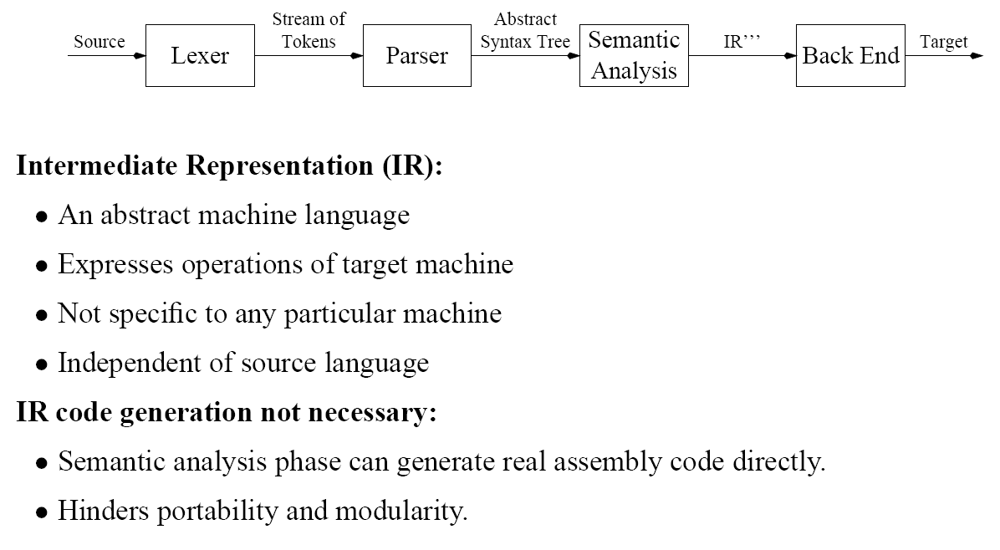 Source
Lexer
Stream of
Tokens
Parser
Abstract
Syntax Tree
Semantic
Analysis
IR’’’
Back End
Target
Intermediate Representation (IR):
• An abstract machine language
• Expresses operations of target machine
• Not specific to any particular machine
• Independent of source language
IR code generation not necessary:
• Semantic analysis phase can generate real assembly code directly.
• Hinders portability and modularity.